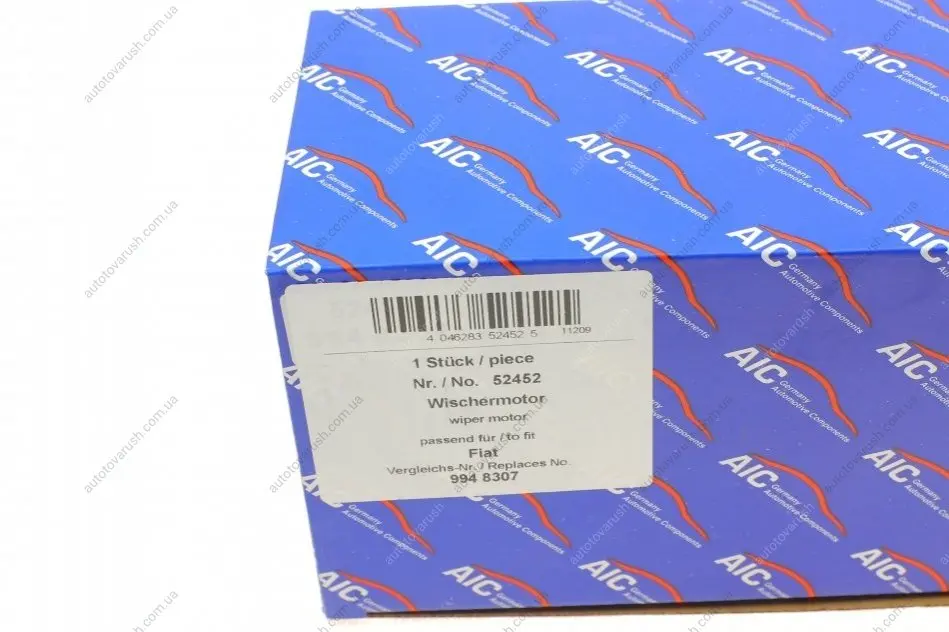 AIC
Germany
Automotive Components
4 046283 52452 5 11209
1 Stück / piece
Nr. / No. 52452
Wischermotor
wiper motor
passend für / to fit
Fiat
Vergleichs-Nr. / Replaces No.
994 8307
autotovarush.com.ua